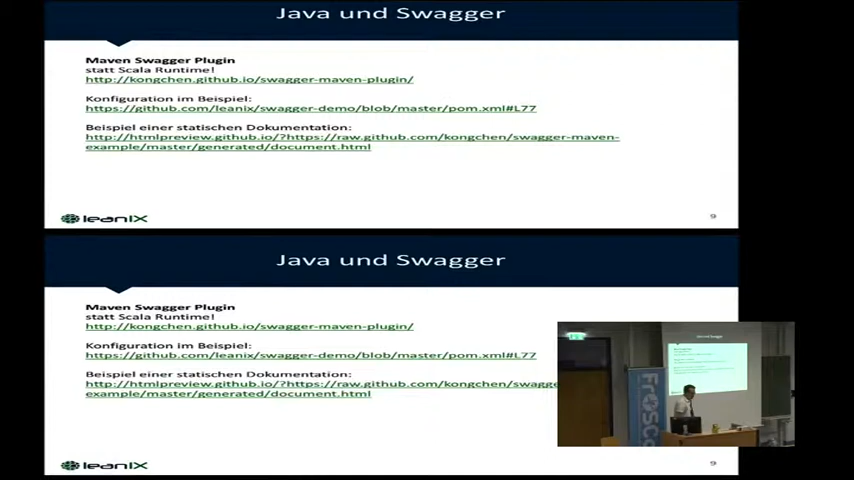 Java und Swagger
Maven Swagger Plugin
statt Scala Runtime!
http://kongchen.github.io/swagger-maven-plugin/
Konfiguration im Beispiel:
https://github.com/leanix/swagger-demo/blob/master/pom.xml#L77
Beispiel einer statischen Dokumentation:
http://htmlpreview.github.io/?https://raw.github.com/kongchen/swagger-maven-
example/master/generated/document.html
leanIX
9
Java und Swagger
Maven Swagger Plugin
statt Scala Runtime!
http://kongchen.github.io/swagger-maven-plugin/
Konfiguration im Beispiel:
https://github.com/leanix/swagger-demo/blob/master/pom.xml#L77
Beispiel einer statischen Dokumentation:
http://htmlpreview.github.io/?https://raw.github.com/kongchen/swagge
example/master/generated/document.html
FrOSCo
leanIX
9